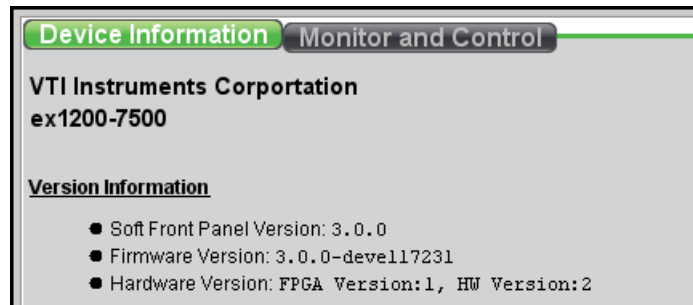 Device Information Monitor and Control
VTI Instruments Corportation
ex1200-7500
Version Information
● Soft Front Panel Version: 3.0.0
● Firmware Version: 3.0.0-devel17231
● Hardware Version: FPGA Version:1, HW Version:2